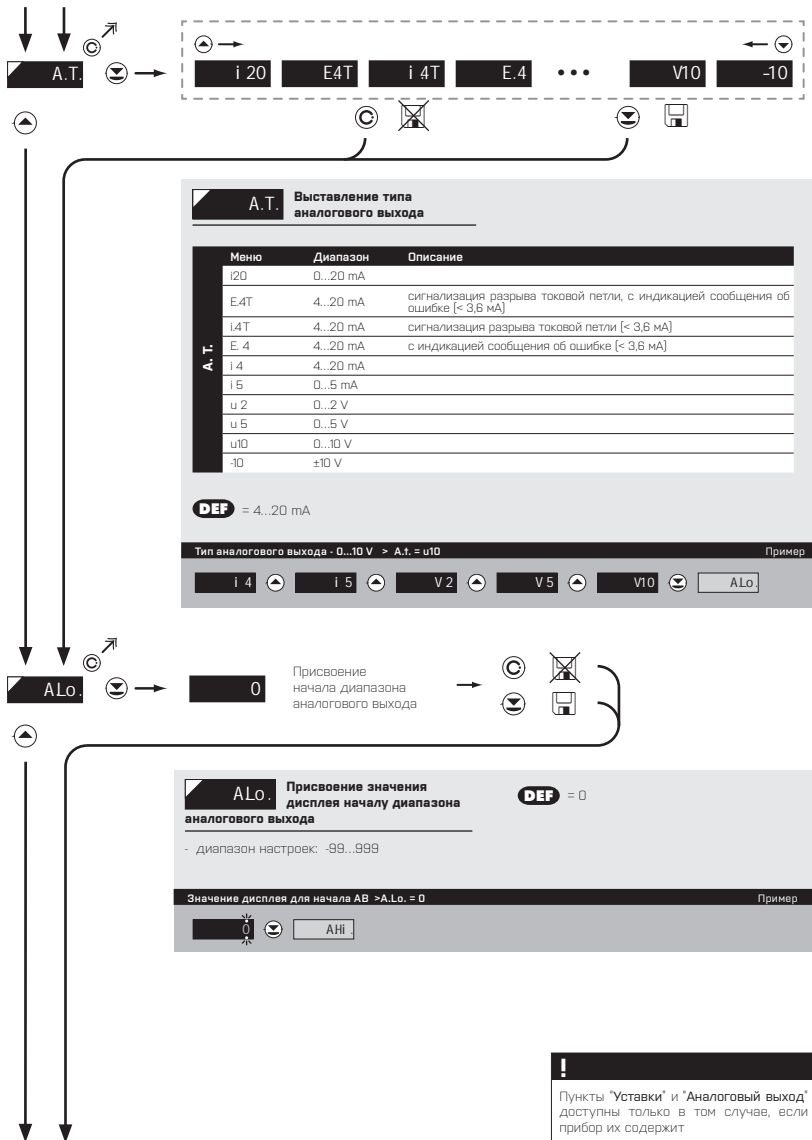 A.T.
i 20 E4T i 4T E.4 ••• V10 -10
A.T. Выставление типа
аналогового выхода
Меню Диапазон Описание
A. T.
i20 0...20 mA
E.4T 4...20 mA сигнализация разрыва токовой петли, с индикацией сообщения об
ошибке (< 3,6 мА)
i.4T 4...20 mA сигнализация разрыва токовой петли (< 3,6 мА)
E. 4 4...20 mA с индикацией сообщения об ошибке (< 3,6 мА)
i 4 4...20 mA
i 5 0...5 mA
u 2 0...2 V
u 5 0...5 V
u10 0...10 V
-10 ±10 V
DEF = 4...20 mA
Тип аналогового выхода - 0...10 V > A.t. = u10 Пример
i 4 i 5 V 2 V 5 V10 A.Lo.
A.Lo. 0 Присвоение
начала диапазона
аналогового выхода
A.Lo. Присвоение значения
дисплея началу диапазона
аналогового выхода
DEF = 0
- диапазон настроек: -99...999
Значение дисплея для начала АВ >A.Lo. = 0 Пример
0 A.Hi.
!
Пункты "Уставки" и "Аналоговый выход"
доступны только в том случае, если
прибор их содержит